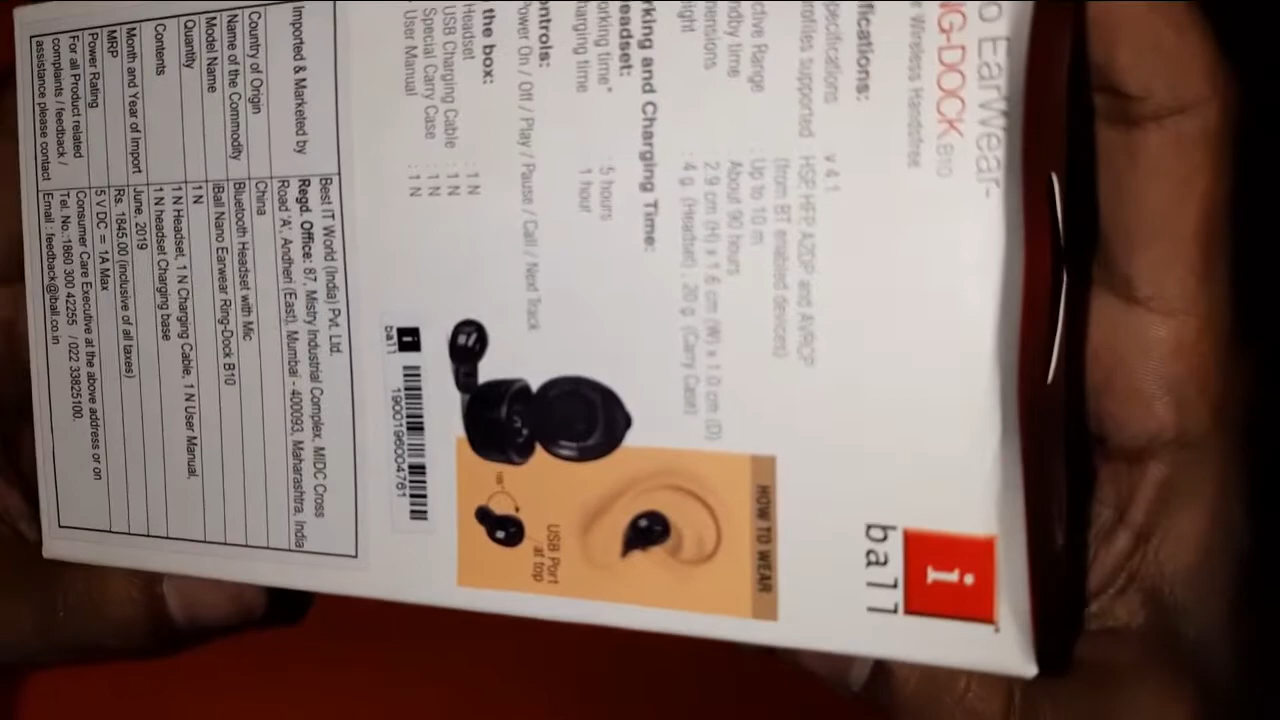 o EarWear-
NG-DOCK B10
r Wireless Handsfree
fications:
pecifications : v 4.1
rofiles supported : HSP, HFP, A2DP and AVRCP
(from BT enabled devices)
ctive Range : Up to 10 m
ndby time : About 90 hours
nensions : 2.9 cm (H) x 1.6 cm (W) x 1.0 cm (D)
ight : 4 g (Headset), 20 g (Carry Case)
rking and Charging Time:
eadset:
orking time* : 5 hours
harging time : 1 hour
ontrols:
ower On / Off / Play / Pause / Call / Next Track
the box:
Headset : 1 N
USB Charging Cable : 1 N
Special Carry Case : 1 N
User Manual : 1 N
i
ball
HOW TO WEAR
USB Port
at top
i
ball
1900196004761
Imported & Marketed by Best IT World (India) Pvt. Ltd.
Regd. Office: 87, Mistry Industrial Complex, MIDC Cross
Road 'A', Andheri (East), Mumbai - 400093, Maharashtra, India
Country of Origin China
Name of the Commodity Bluetooth Headset with Mic
Model Name iBall Nano Earwear Ring-Dock B10
Quantity 1 N
Contents 1 N Headset, 1 N Charging Cable, 1 N User Manual,
1 N headset Charging base
Month and Year of Import June, 2019
MRP Rs. 1845.00 (inclusive of all taxes)
Power Rating 5 V DC = 1A Max
For all Product related Consumer Care Executive at the above address or on
complaints / feedback / Tel. No.:1860 300 42255 / 022 33825100.
assistance please contact Email : feedback@iball.co.in